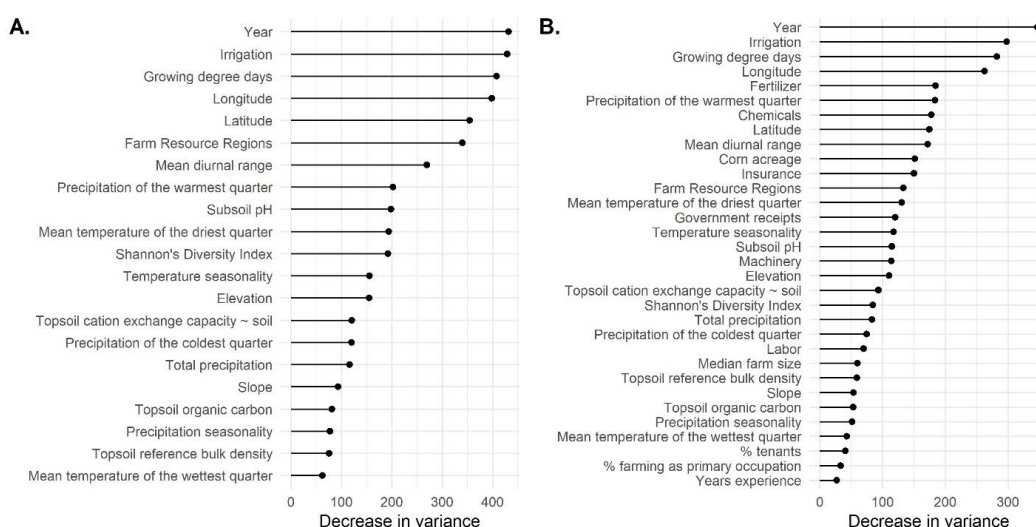 A.
Year
Irrigation
Growing degree days
Longitude
Latitude
Farm Resource Regions
Mean diurnal range
Precipitation of the warmest quarter
Subsoil pH
Mean temperature of the driest quarter
Shannon's Diversity Index
Temperature seasonality
Elevation
Topsoil cation exchange capacity ~ soil
Precipitation of the coldest quarter
Total precipitation
Slope
Topsoil organic carbon
Precipitation seasonality
Topsoil reference bulk density
Mean temperature of the wettest quarter
0 100 200 300 400
Decrease in variance
B.
Year
Irrigation
Growing degree days
Longitude
Fertilizer
Precipitation of the warmest quarter
Chemicals
Latitude
Mean diurnal range
Corn acreage
Insurance
Farm Resource Regions
Mean temperature of the driest quarter
Government receipts
Temperature seasonality
Subsoil pH
Machinery
Elevation
Topsoil cation exchange capacity ~ soil
Shannon's Diversity Index
Total precipitation
Precipitation of the coldest quarter
Labor
Median farm size
Topsoil reference bulk density
Slope
Topsoil organic carbon
Precipitation seasonality
Mean temperature of the wettest quarter
% tenants
% farming as primary occupation
Years experience
0 100 200 300
Decrease in variance